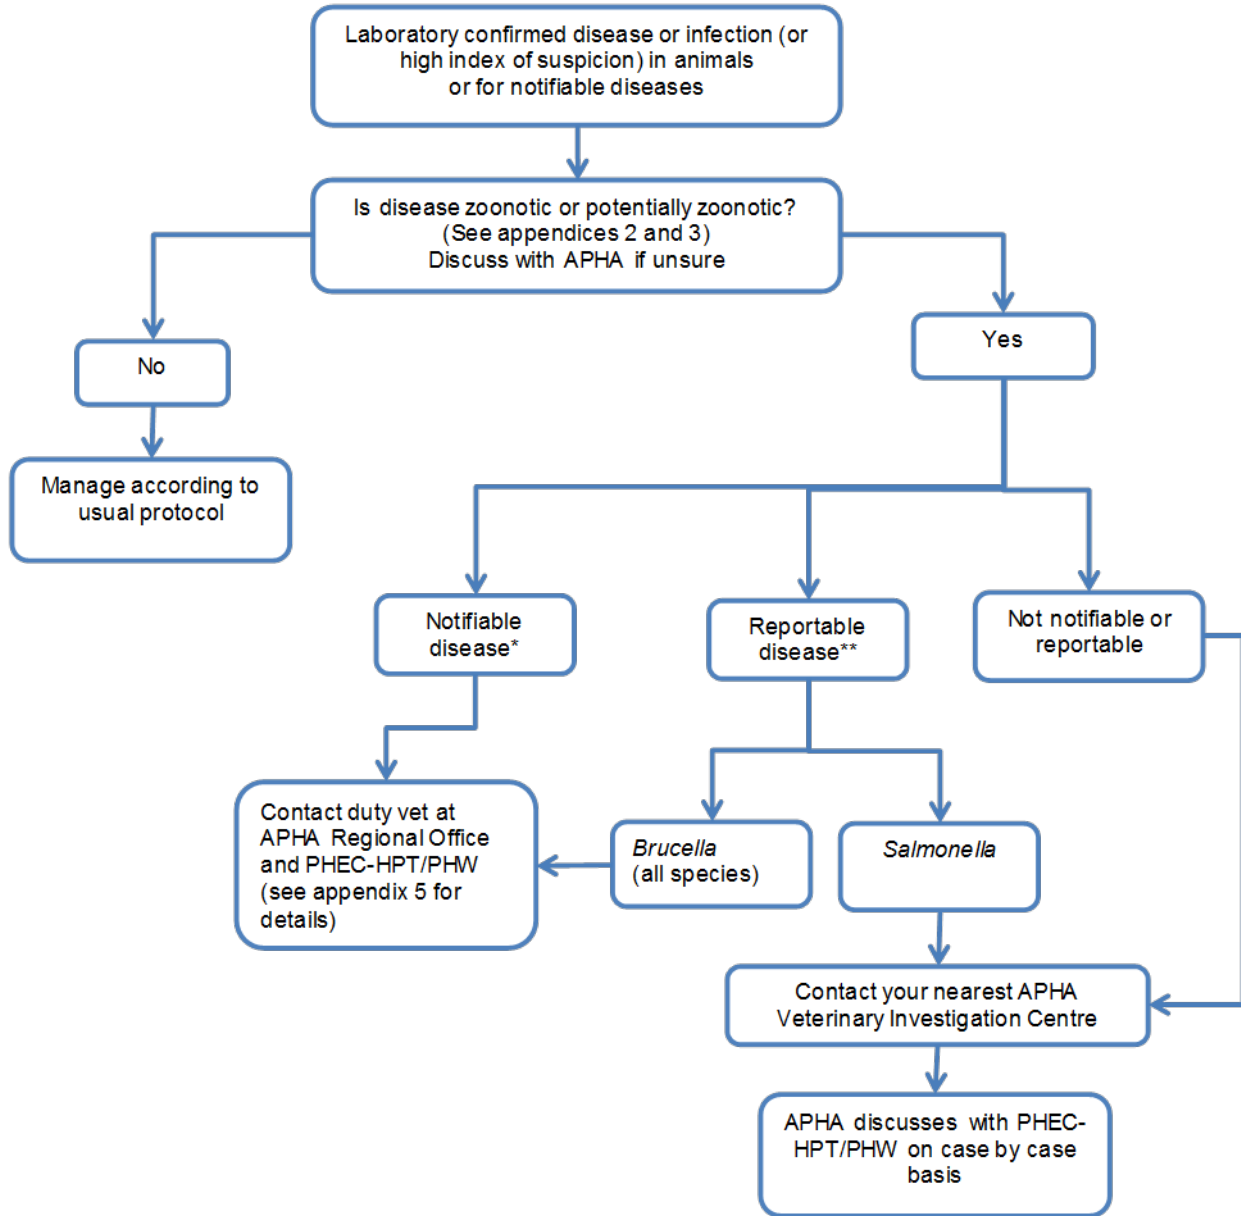 Laboratory confirmed disease or infection (or
high index of suspicion) in animals
or for notifiable diseases
Is disease zoonotic or potentially zoonotic?
(See appendices 2 and 3)
Discuss with APHA if unsure
No
Yes
Manage according to
usual protocol
Notifiable
disease*
Reportable
disease**
Not notifiable or
reportable
Contact duty vet at
APHA Regional Office
and PHEC-HPT/PHW
(see appendix 5 for
details)
Brucella
(all species)
Salmonella
Contact your nearest APHA
Veterinary Investigation Centre
APHA discusses with PHEC-
HPT/PHW on case by case
basis